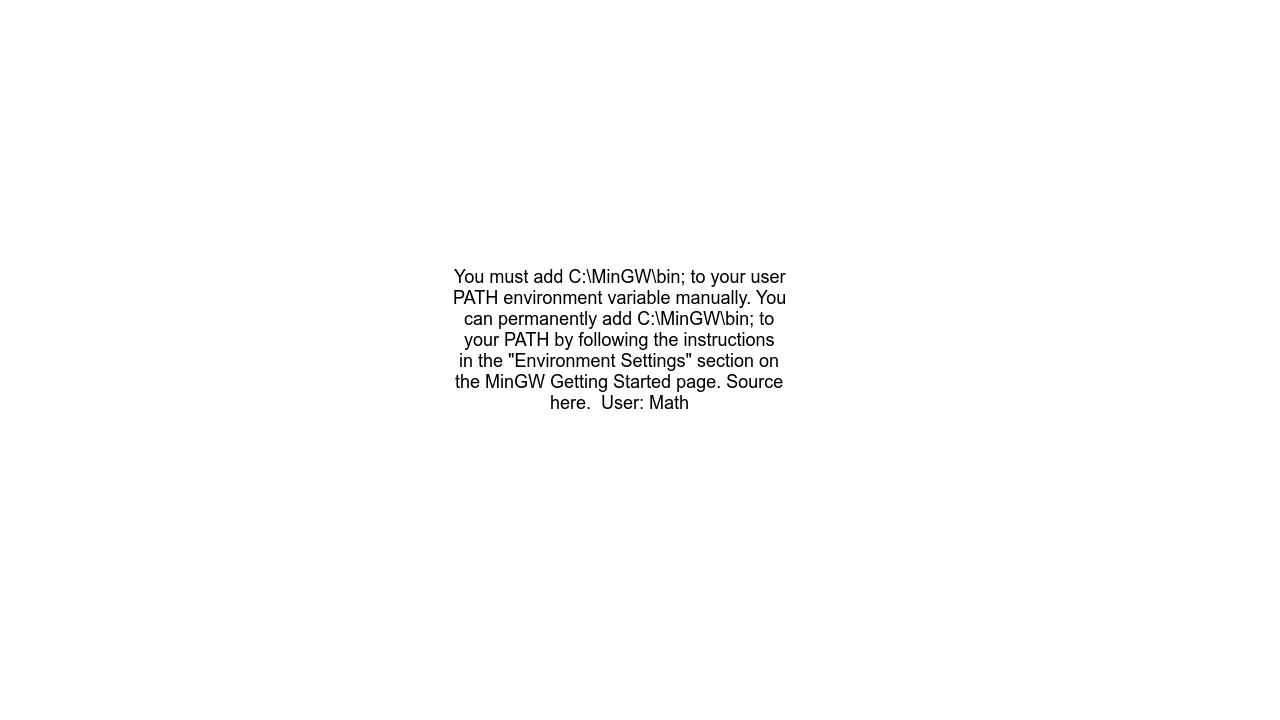 You must add C:\MinGW\bin; to your user
PATH environment variable manually. You
can permanently add C:\MinGW\bin; to
your PATH by following the instructions
in the "Environment Settings" section on
the MinGW Getting Started page. Source
here.  User: Math